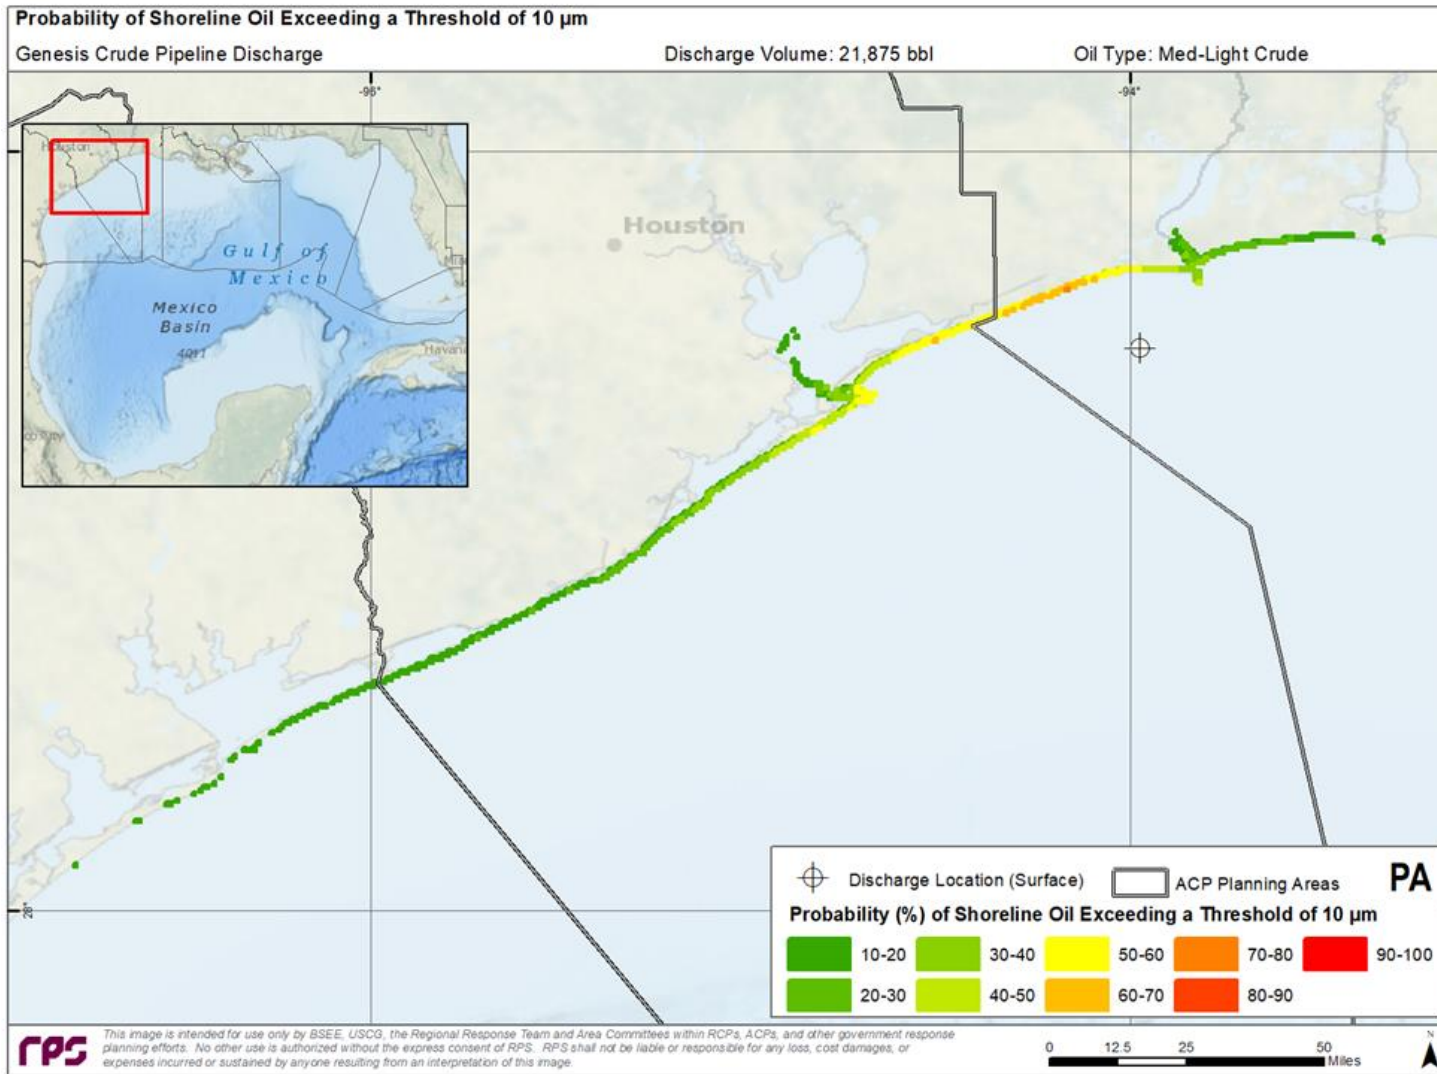 Probability of Shoreline Oil Exceeding a Threshold of 10 µm
Genesis Crude Pipeline Discharge Discharge Volume: 21,875 bbl Oil Type: Med-Light Crude
-96° -94°
Houston
Gulf of
Mexico
Mexico
Basin
4011
Havana
Houston
28°
Discharge Location (Surface) ACP Planning Areas PA
Probability (%) of Shoreline Oil Exceeding a Threshold of 10 µm
10-20 30-40 50-60 70-80 90-100
20-30 40-50 60-70 80-90
rps
This image is intended for use only by BSEE, USCG, the Regional Response Team and Area Committees within RCPs, ACPs, and other government response
planning efforts. No other use is authorized without the express consent of RPS. RPS shall not be liable or responsible for any loss, cost damages, or
expenses incurred or sustained by anyone resulting from an interpretation of this image.
0 12.5 25 50
Miles
N